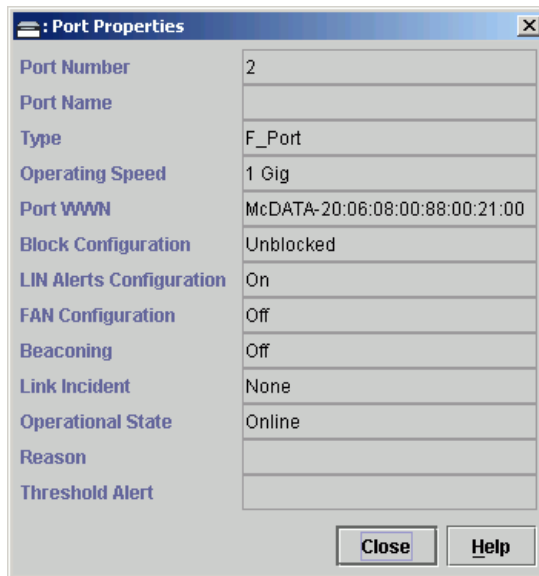 : Port Properties
Port Number 2
Port Name
Type F_Port
Operating Speed 1 Gig
Port WWN McDATA-20:06:08:00:88:00:21:00
Block Configuration Unblocked
LIN Alerts Configuration On
FAN Configuration Off
Beaconing Off
Link Incident None
Operational State Online
Reason
Threshold Alert
Close Help